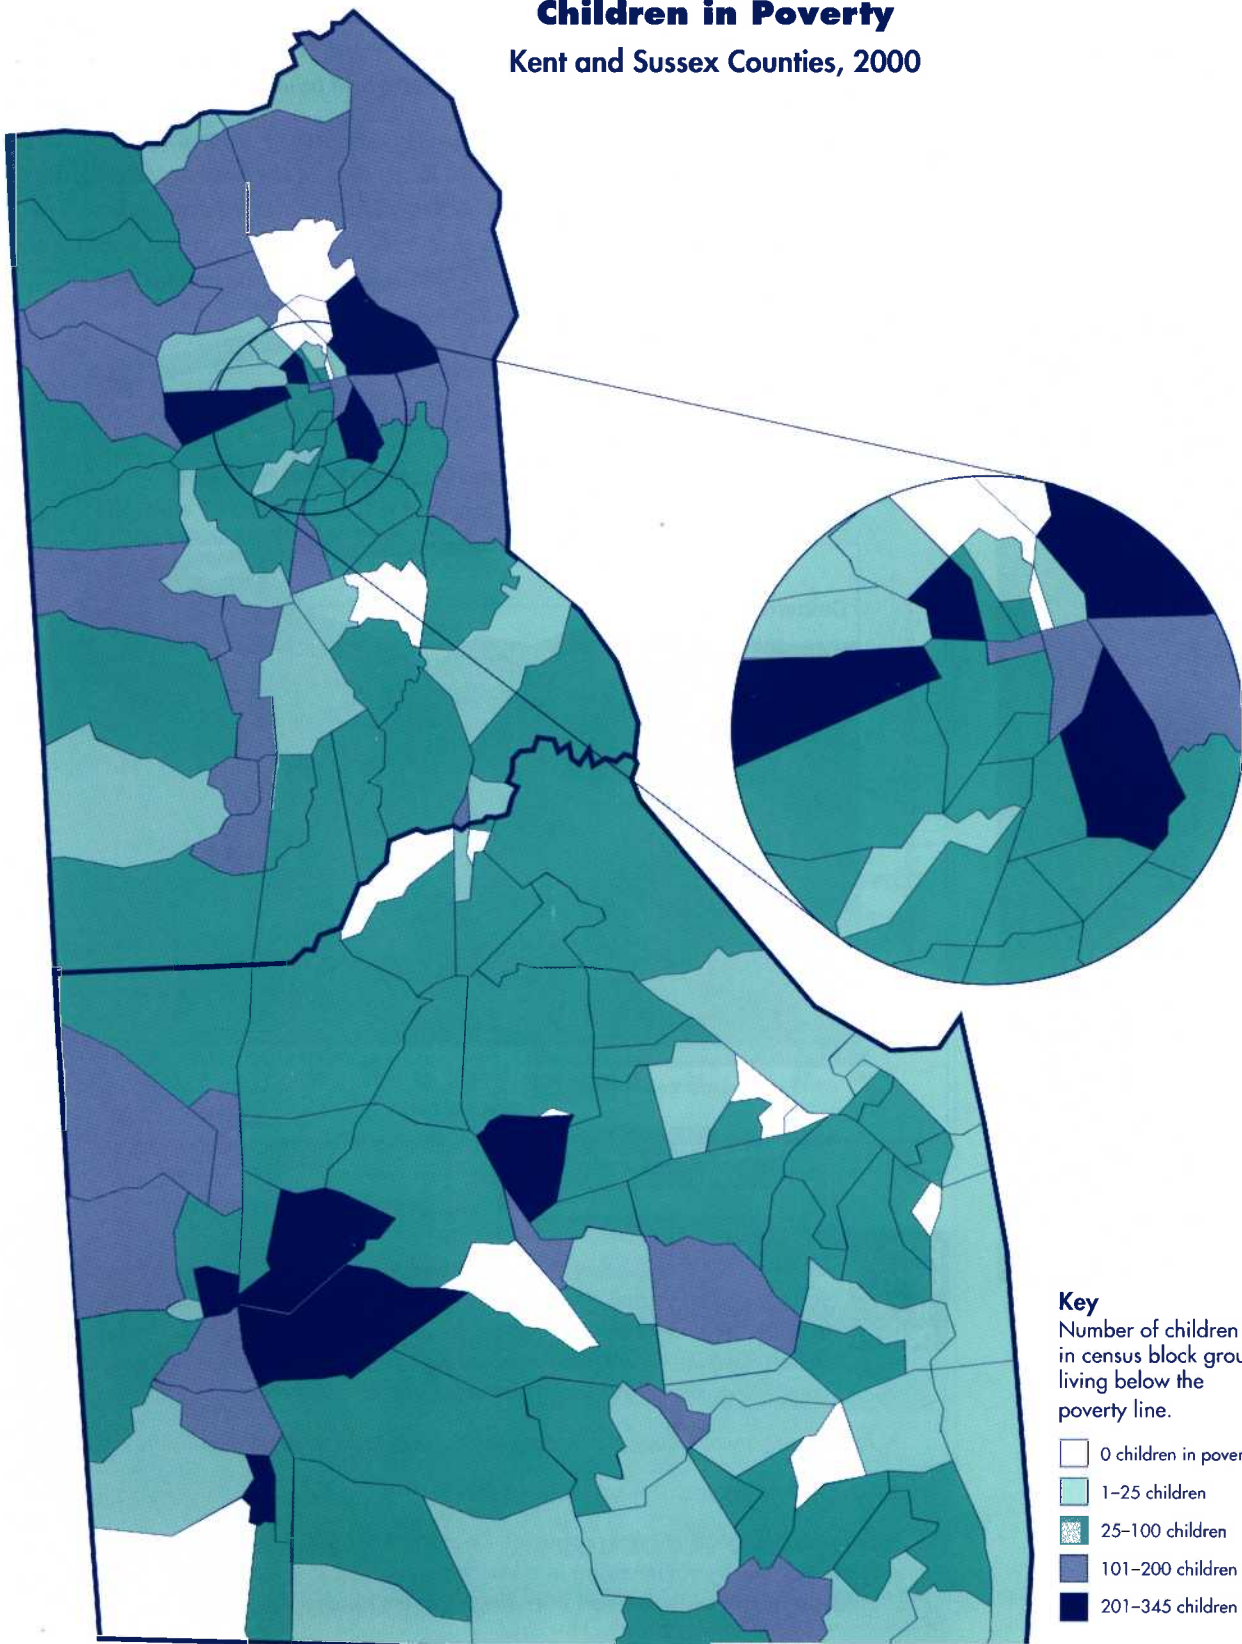 Children in Poverty
Kent and Sussex Counties, 2000
Key
Number of children
in census block grou
living below the
poverty line.
0 children in pover
1–25 children
25–100 children
101–200 children
201–345 children